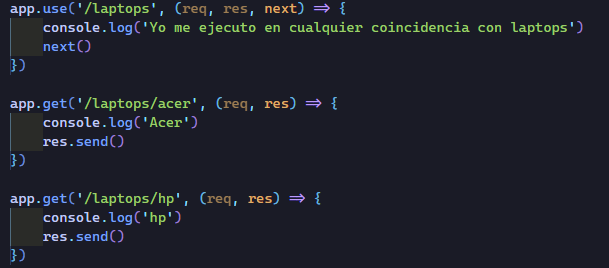 app.use('/laptops', (req, res, next) => {
    console.log('Yo me ejecuto en cualquier coincidencia con laptops')
    next()
})
app.get('/laptops/acer', (req, res) => {
    console.log('Acer')
    res.send()
})
app.get('/laptops/hp', (req, res) => {
    console.log('hp')
    res.send()
})